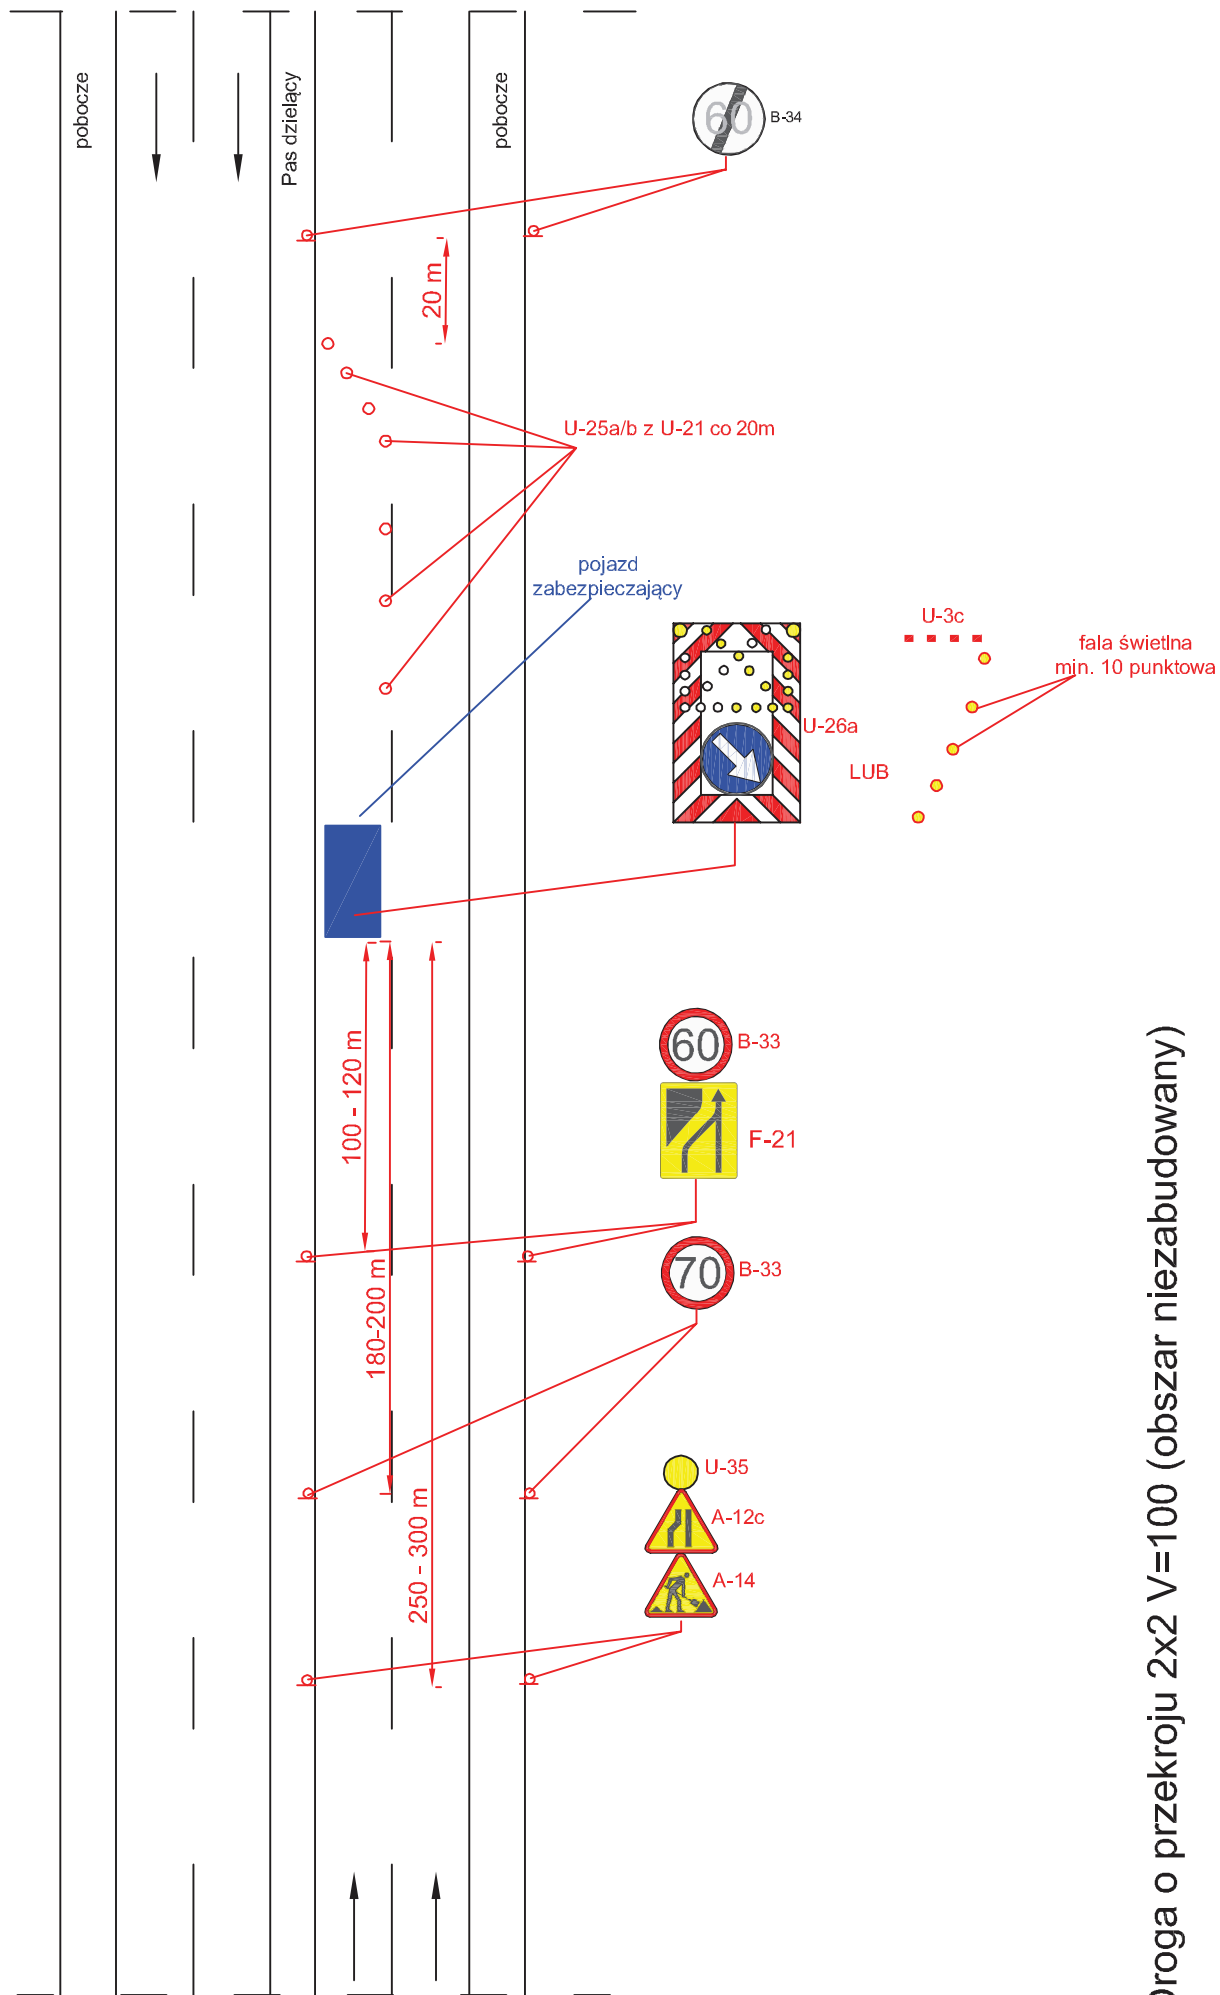 pobocze
Pas dzielący
pobocze
60
B-34
20 m
U-25a/b z U-21 co 20m
pojazd
zabezpieczający
U-3c
fala świetlna
min. 10 punktowa
U-26a
LUB
100 - 120 m
60
B-33
F-21
180-200 m
70
B-33
250 - 300 m
U-35
A-12c
A-14
roga o przekroju 2x2 V=100 (obszar niezabudowany)